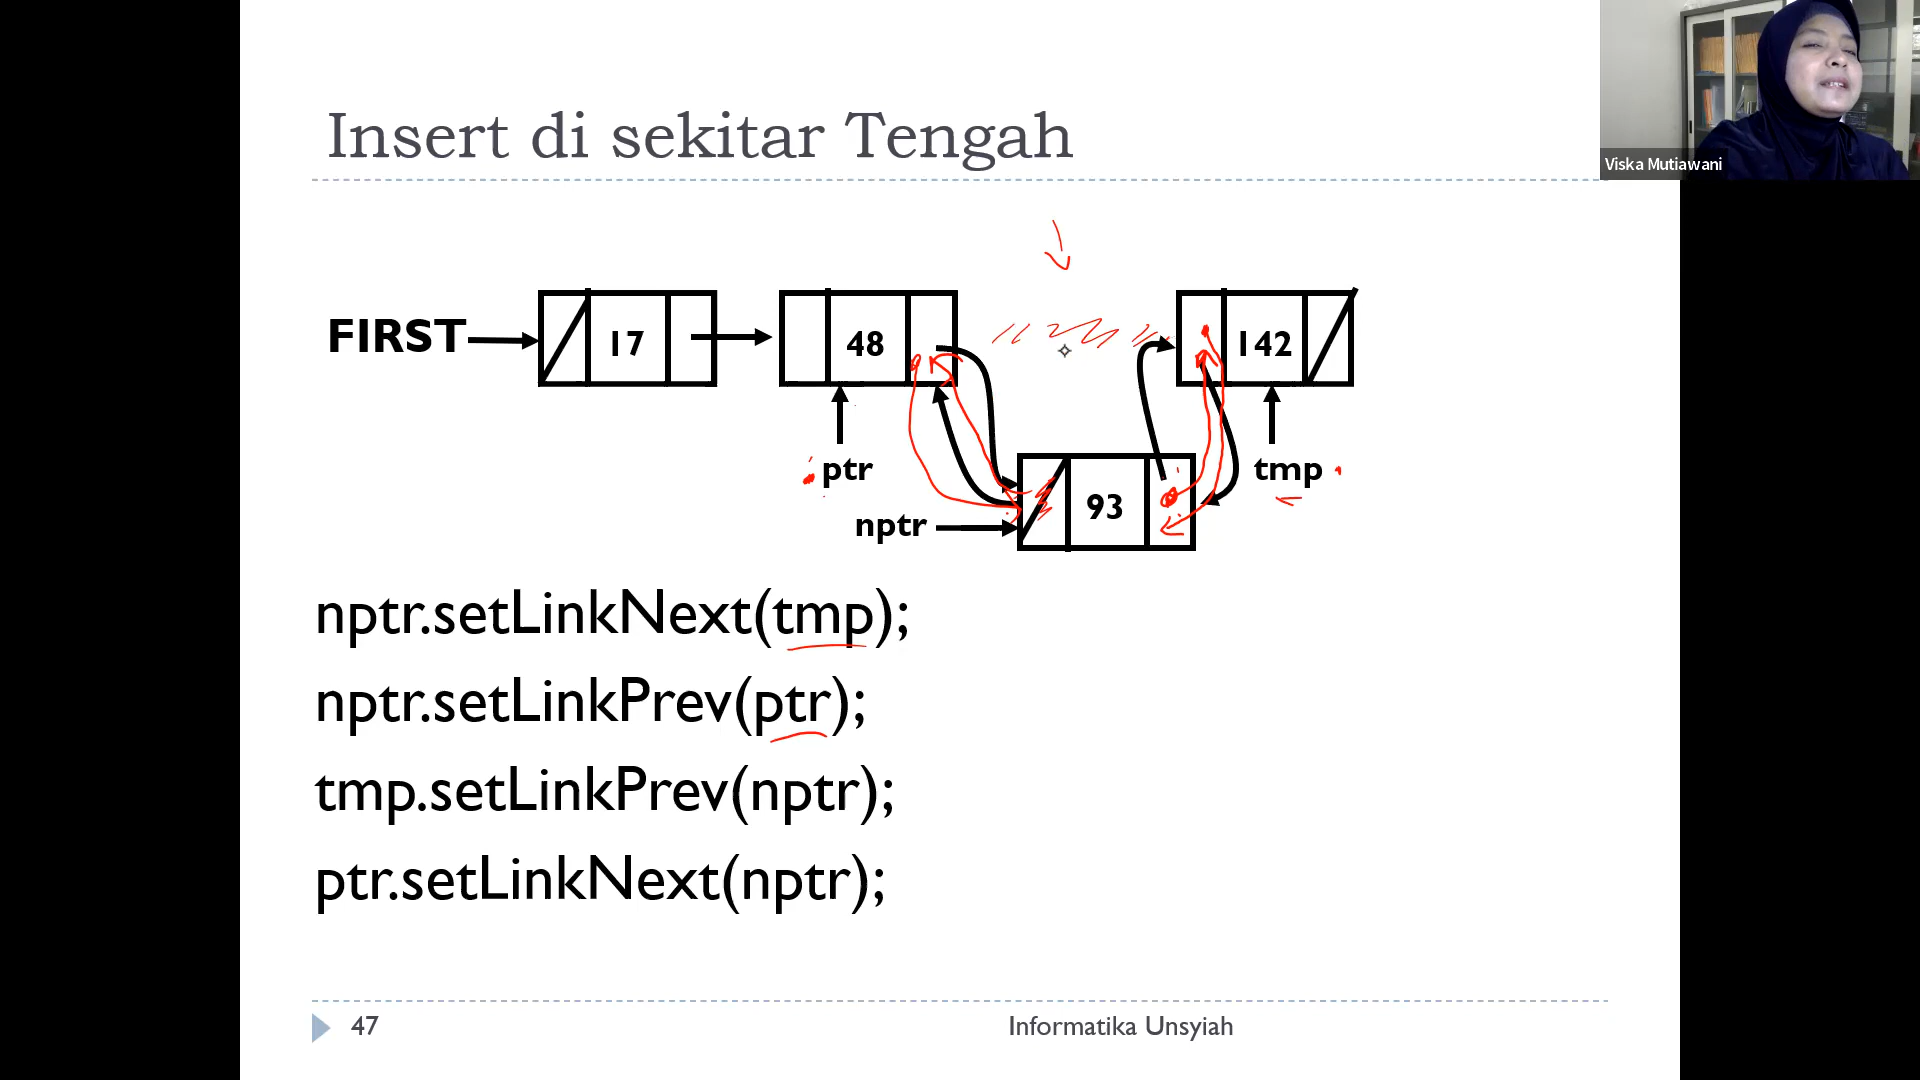 Insert di sekitar Tengah
Viska Mutiawani
FIRST 17 48 142
ptr tmp
nptr 93
nptr.setLinkNext(tmp);
nptr.setLinkPrev(ptr);
tmp.setLinkPrev(nptr);
ptr.setLinkNext(nptr);
47 Informatika Unsyiah